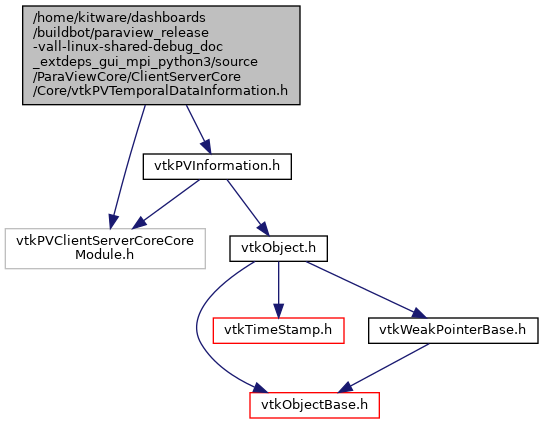 /home/kitware/dashboards
/buildbot/paraview_release
-vall-linux-shared-debug_doc
_extdeps_gui_mpi_python3/source
/ParaViewCore/ClientServerCore
/Core/vtkPVTemporalDataInformation.h
vtkPVInformation.h
vtkPVClientServerCoreCore
Module.h
vtkObject.h
vtkTimeStamp.h
vtkWeakPointerBase.h
vtkObjectBase.h